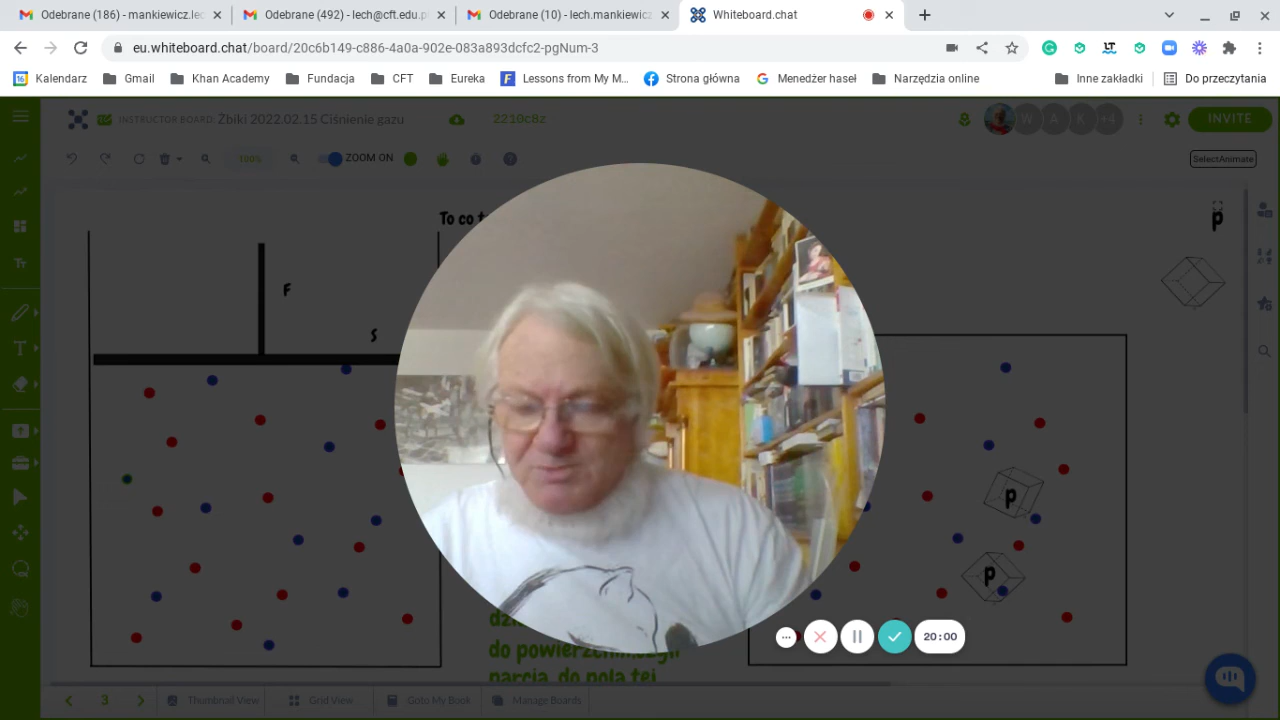 Odebrane (186) - mankiewicz.lec
Odebrane (492) - lech@cft.edu.p
Odebrane (10) - lech.mankiewicz
Whiteboard.chat
eu.whiteboard.chat/board/20c6b149-c886-4a0a-902e-083a893dcfc2-pgNum-3
Kalendarz
Gmail
Khan Academy
Fundacja
CFT
Eureka
Lessons from My M...
Strona główna
Menedżer haseł
Narzędzia online
Inne zakładki
Do przeczytania
INSTRUCTOR BOARD: Żbiki 2022.02.15 Ciśnienie gazu
2210c8z
W A K +4
INVITE
100%
ZOOM ON
SelectAnimate
To co
p
F
S
p
p
do powierzchni,
parcia, do pola tej
20:00
3
Thumbnail View
Grid View
Goto My Book
Manage Boards